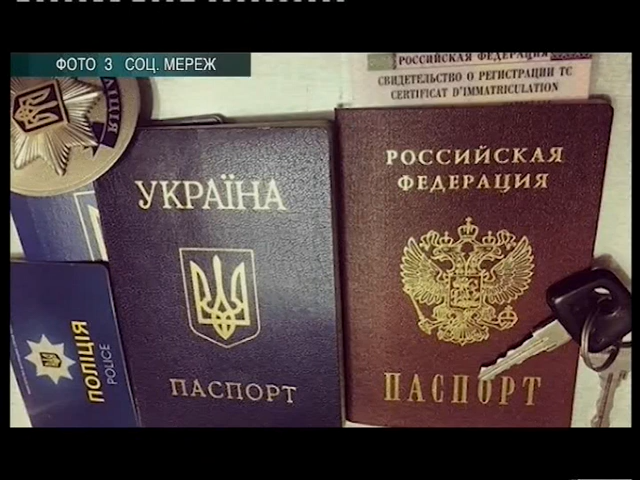 ФОТО З СОЦ. МЕРЕЖ
РОССИЙСКАЯ ФЕДЕРАЦИЯ
СВИДЕТЕЛЬСТВО О РЕГИСТРАЦИИ ТС
CERTIFICAT D'IMMATRICULATION
УКРАЇНА
ПАСПОРТ
РОССИЙСКАЯ
ФЕДЕРАЦИЯ
ПАСПОРТ
ПОЛІЦІЯ
POLICE